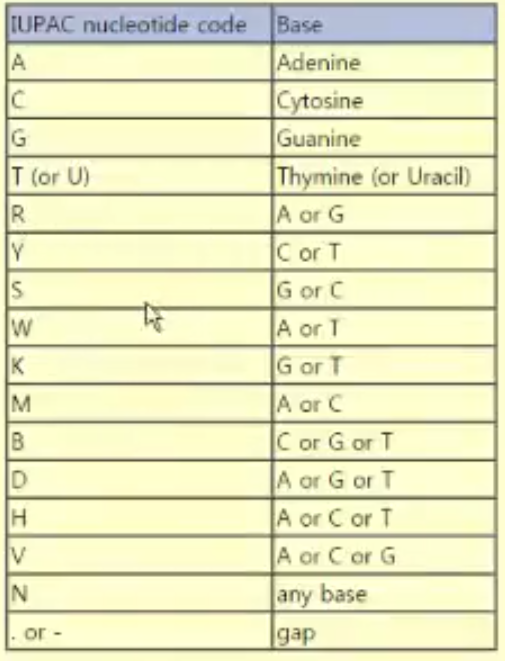 IUPAC nucleotide code Base
A Adenine
C Cytosine
G Guanine
T (or U) Thymine (or Uracil)
R A or G
Y C or T
S G or C
W A or T
K G or T
M A or C
B C or G or T
D A or G or T
H A or C or T
V A or C or G
N any base
. or - gap